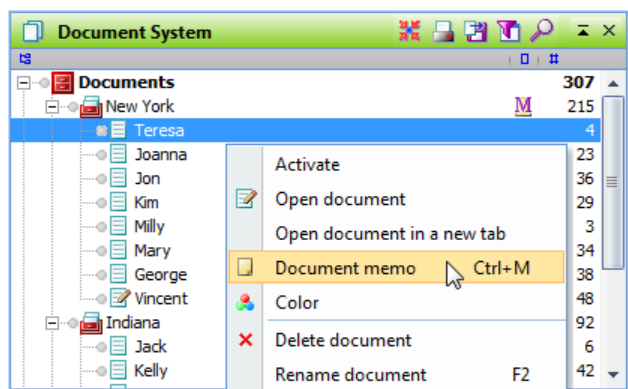 Document System
#
Documents 307
New York M 215
Teresa 4
Joanna 23
Jon 36
Kim 29
Milly 3
Mary 34
George 38
Vincent 48
Indiana 92
Jack 6
Kelly 42
Activate
Open document
Open document in a new tab
Document memo Ctrl+M
Color
Delete document
Rename document F2